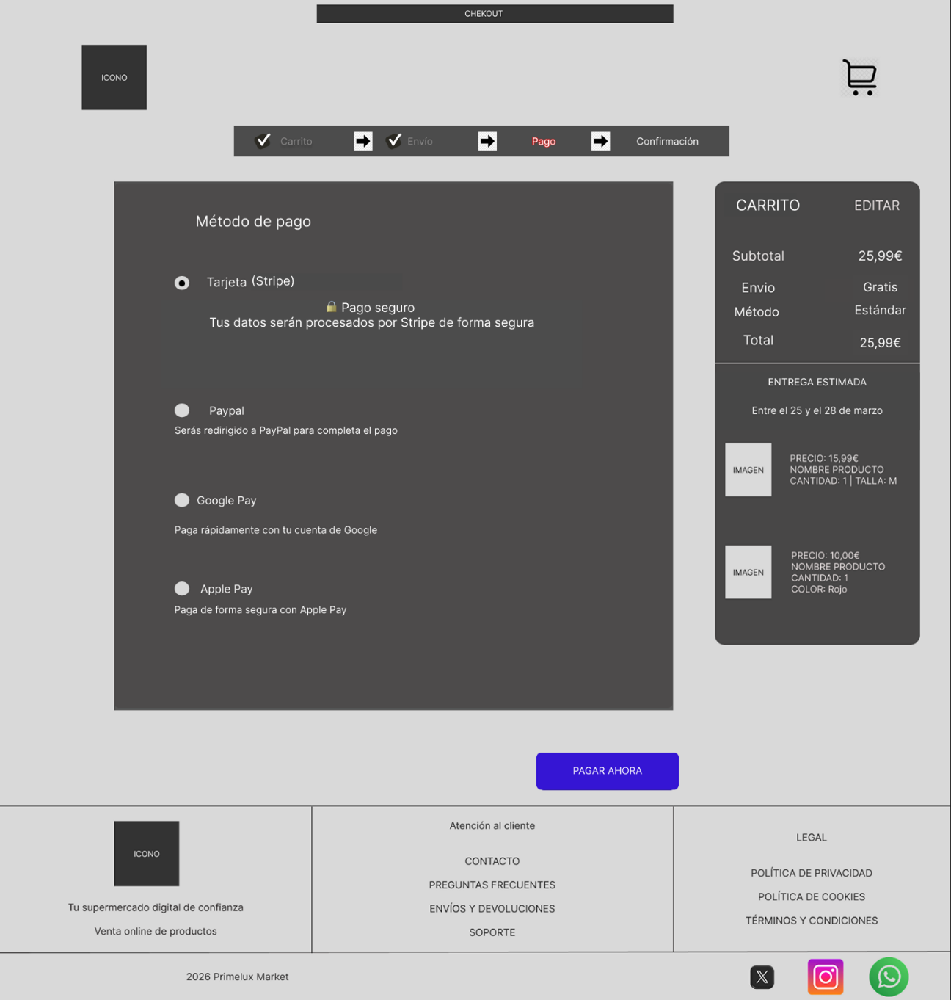 CHEKOUT
ICONO
Carrito
Envío
Pago
Confirmación
Método de pago
Tarjeta (Stripe)
Pago seguro
Tus datos serán procesados por Stripe de forma segura
Paypal
Serás redirigido a PayPal para completa el pago
Google Pay
Paga rápidamente con tu cuenta de Google
Apple Pay
Paga de forma segura con Apple Pay
CARRITO EDITAR
Subtotal 25,99€
Envio Gratis
Método Estándar
Total 25,99€
ENTREGA ESTIMADA
Entre el 25 y el 28 de marzo
IMAGEN
PRECIO: 15,99€
NOMBRE PRODUCTO
CANTIDAD: 1 | TALLA: M
IMAGEN
PRECIO: 10,00€
NOMBRE PRODUCTO
CANTIDAD: 1
COLOR: Rojo
PAGAR AHORA
ICONO
Tu supermercado digital de confianza
Venta online de productos
Atención al cliente
CONTACTO
PREGUNTAS FRECUENTES
ENVÍOS Y DEVOLUCIONES
SOPORTE
LEGAL
POLÍTICA DE PRIVACIDAD
POLÍTICA DE COOKIES
TÉRMINOS Y CONDICIONES
2026 Primelux Market